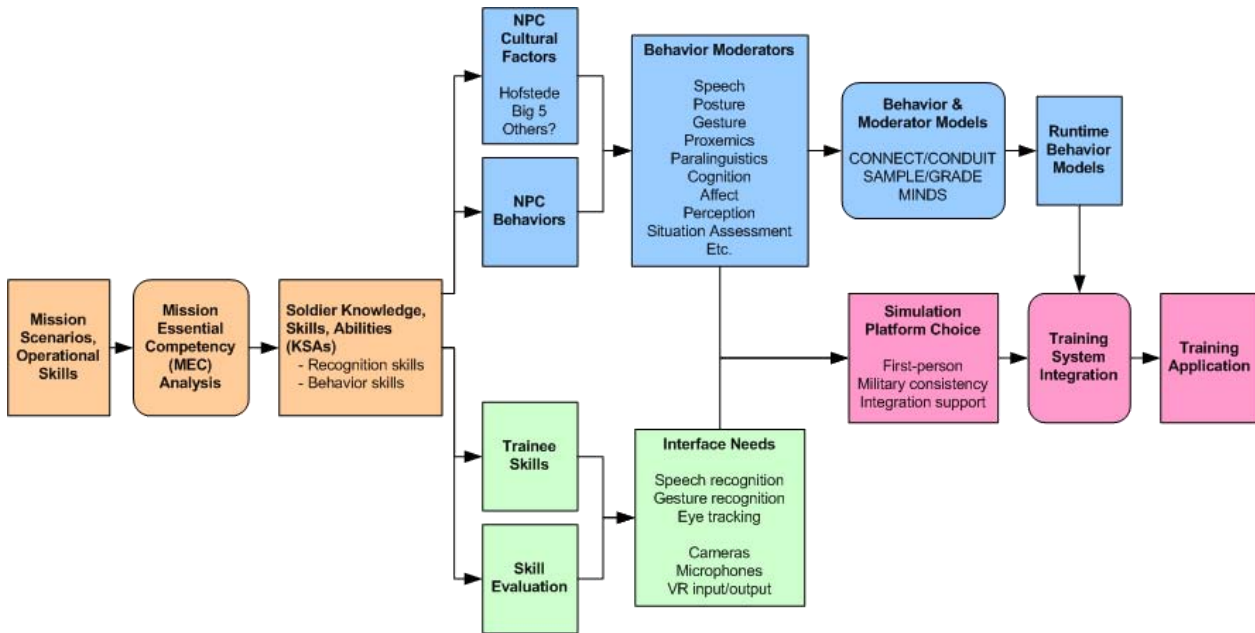 Mission
Scenarios,
Operational
Skills
Mission
Essential
Competency
(MEC)
Analysis
Soldier Knowledge,
Skills, Abilities
(KSAs)
- Recognition skills
- Behavior skills
NPC
Cultural
Factors
Hofstede
Big 5
Others?
NPC
Behaviors
Trainee
Skills
Skill
Evaluation
Behavior Moderators
Speech
Posture
Gesture
Proxemics
Paralinguistics
Cognition
Affect
Perception
Situation Assessment
Etc.
Interface Needs
Speech recognition
Gesture recognition
Eye tracking
Cameras
Microphones
VR input/output
Behavior &
Moderator Models
CONNECT/CONDUIT
SAMPLE/GRADE
MINDS
Runtime
Behavior
Models
Simulation
Platform Choice
First-person
Military consistency
Integration support
Training
System
Integration
Training
Application